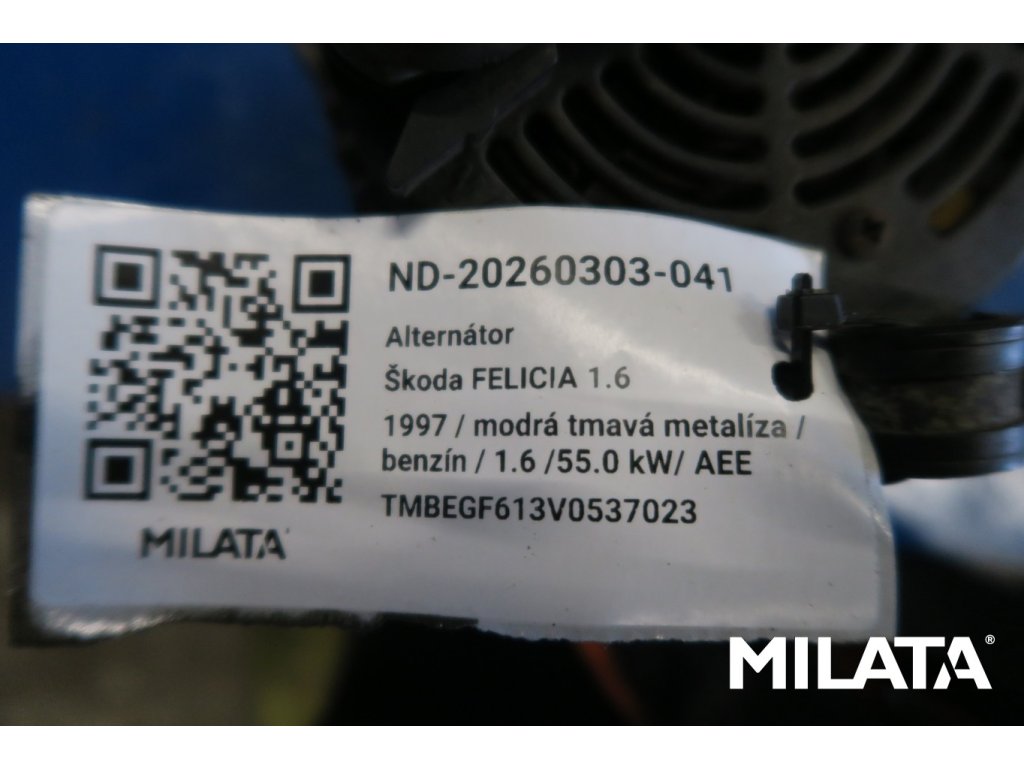 ND-20260303-041
Alternátor
Škoda FELICIA 1.6
1997 / modrá tmavá metalíza /
benzín / 1.6 /55.0 kW/ AEE
TMBEGF613V0537023
MILATA
MILATA®